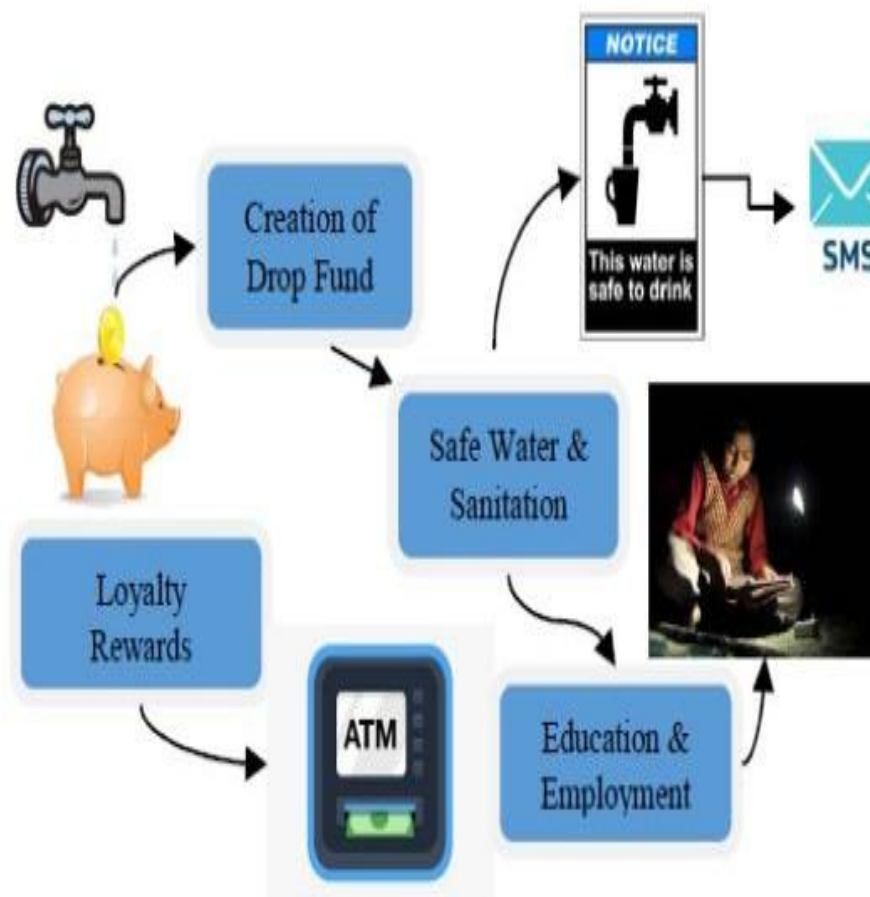 NOTICE
This water is
safe to drink
SMS
Creation of
Drop Fund
Safe Water &
Sanitation
Loyalty
Rewards
ATM
Education &
Employment